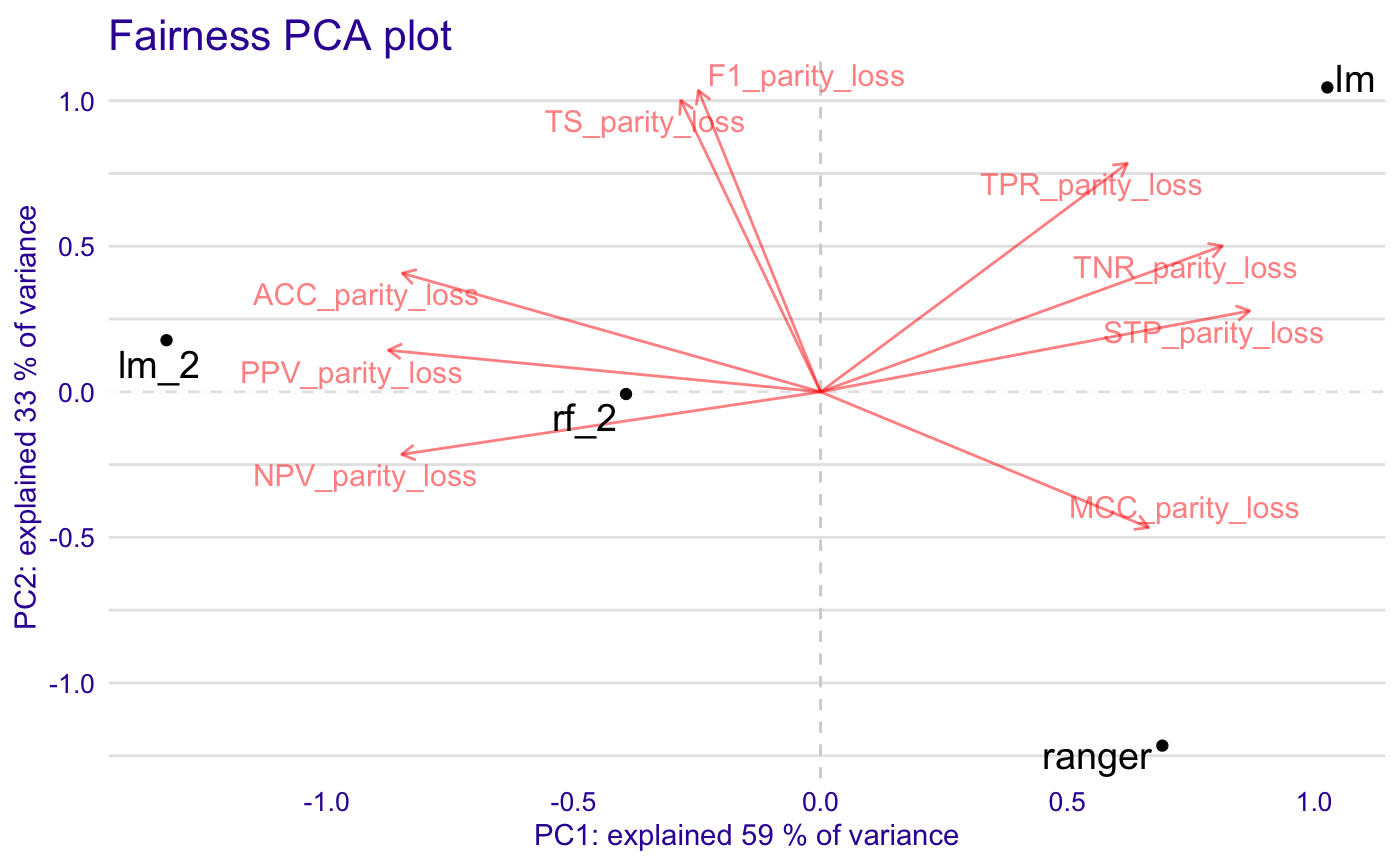 Fairness PCA plot
F1_parity_loss
lm
1.0
TS_parity_loss
TPR_parity_loss
0.5
TNR_parity_loss
ACC_parity_loss
STP_parity_loss
lm_2
PPV_parity_loss
0.0
rf_2
NPV_parity_loss
MCC_parity_loss
-0.5
-1.0
ranger
PC2: explained 33 % of variance
-1.0 -0.5 0.0 0.5 1.0
PC1: explained 59 % of variance